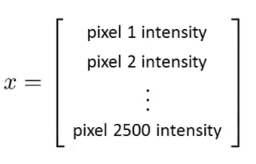 pixel 1 intensity
pixel 2 intensity
x =
⋮
pixel 2500 intensity